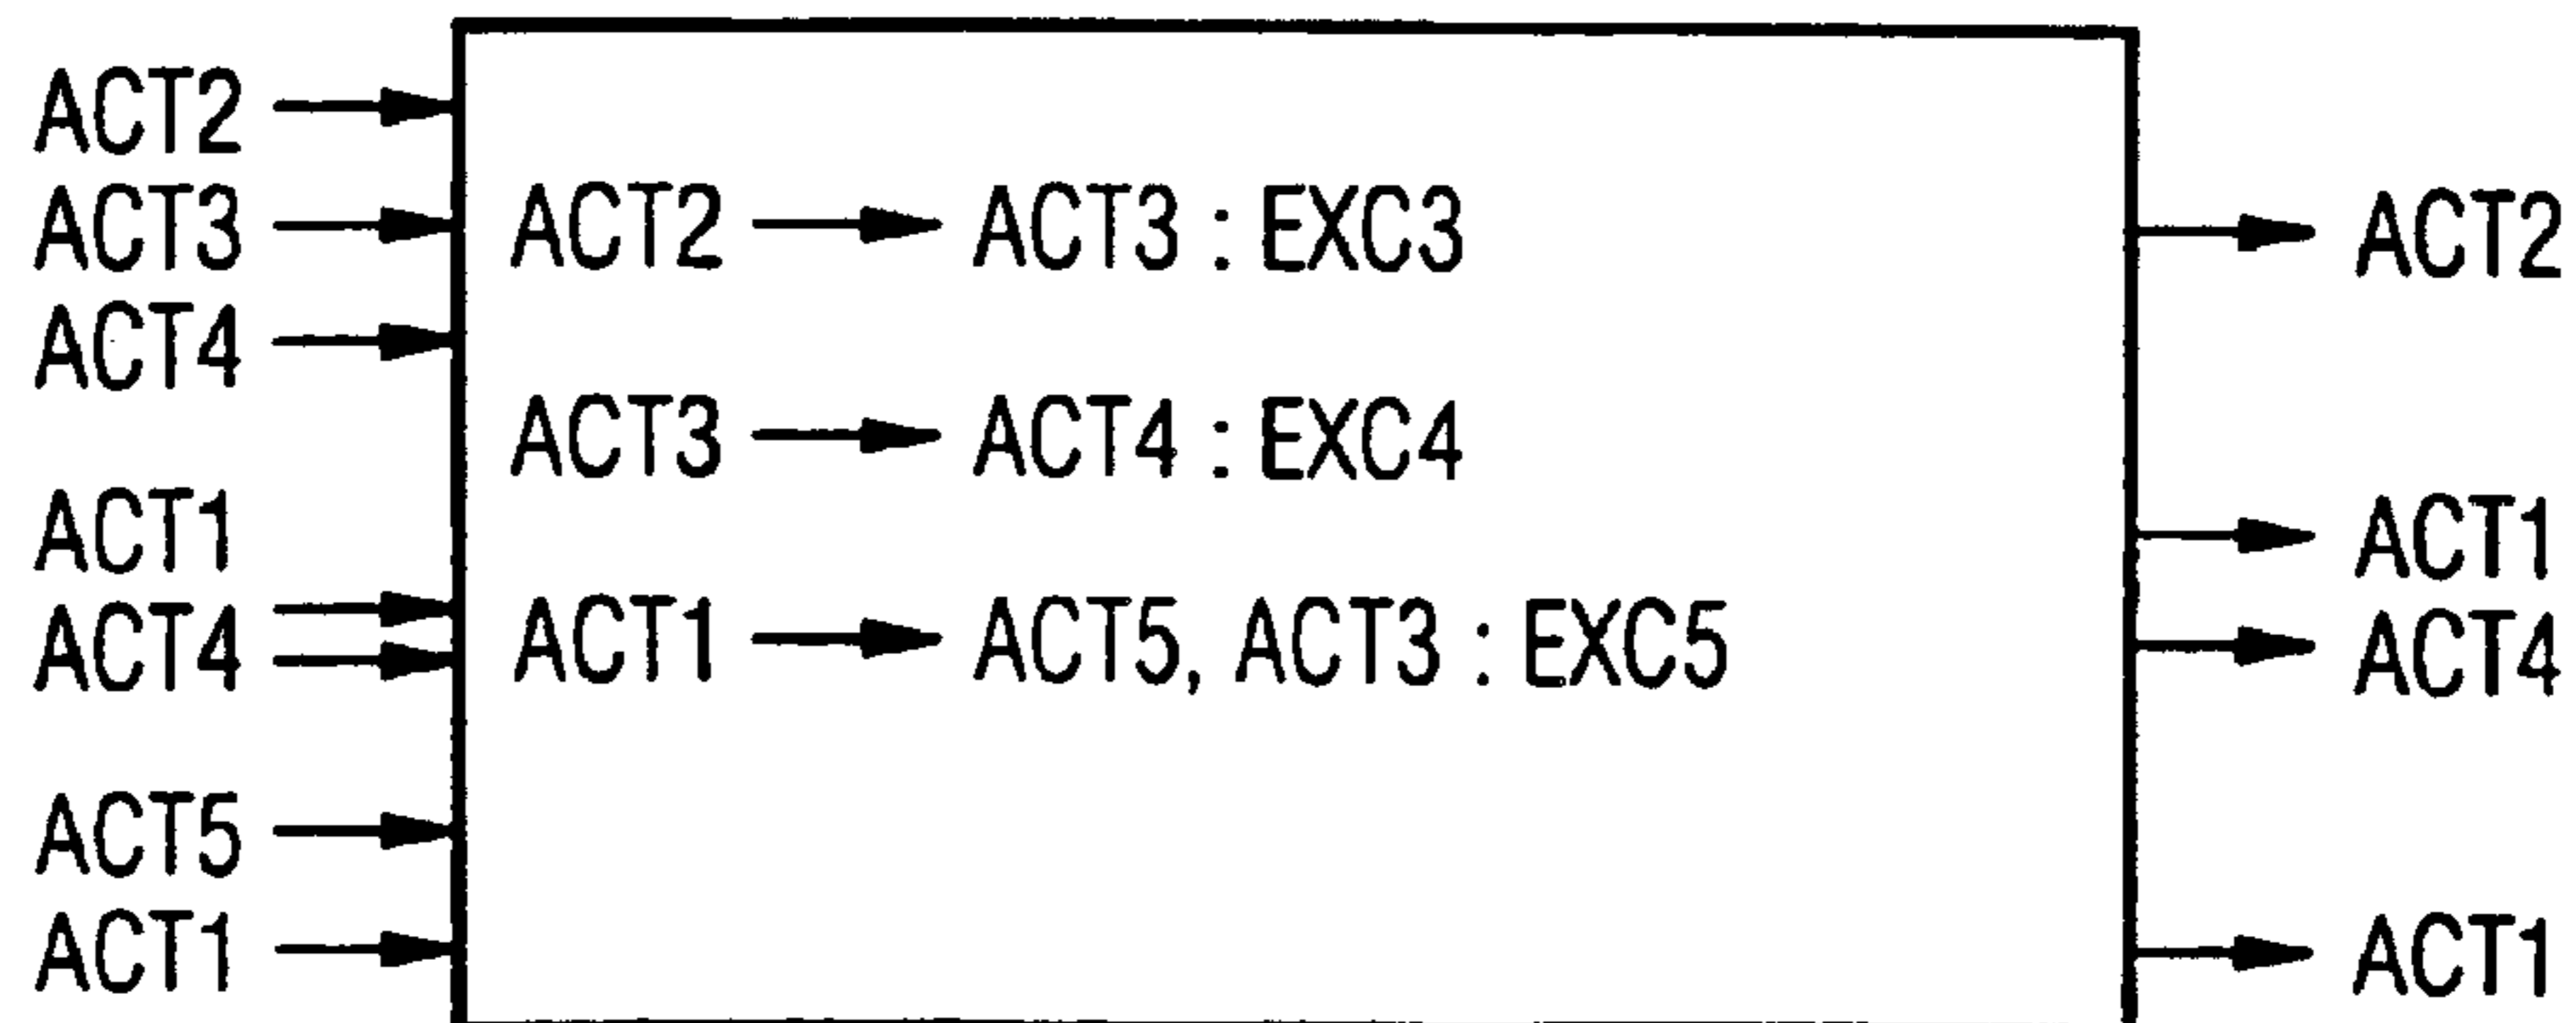 ACT2
ACT3
ACT4
ACT1
ACT4
ACT5
ACT1
ACT2 → ACT3 : EXC3
ACT3 → ACT4 : EXC4
ACT1 → ACT5, ACT3 : EXC5
ACT2
ACT1
ACT4
ACT1